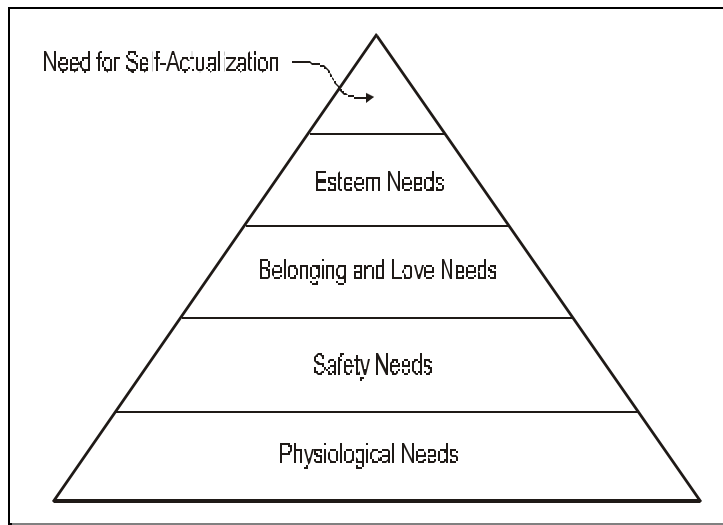 Need for Self-Actualization
Esteem Needs
Belonging and Love Needs
Safety Needs
Physiological Needs